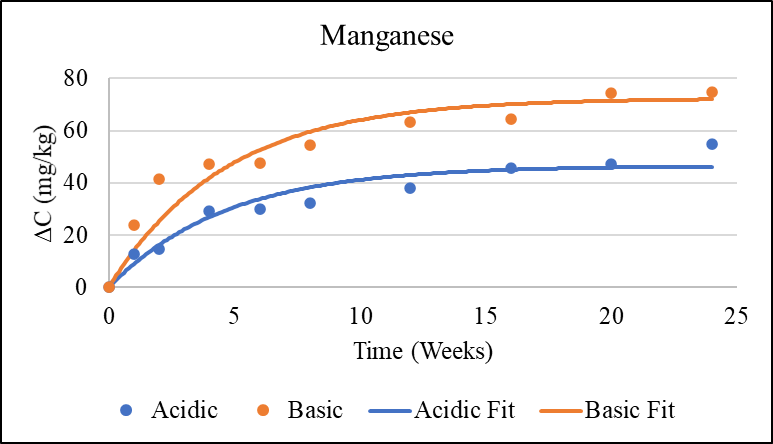 Manganese
80
60
40
20
0
ΔC (mg/kg)
0 5 10 15 20 25
Time (Weeks)
Acidic Basic Acidic Fit Basic Fit